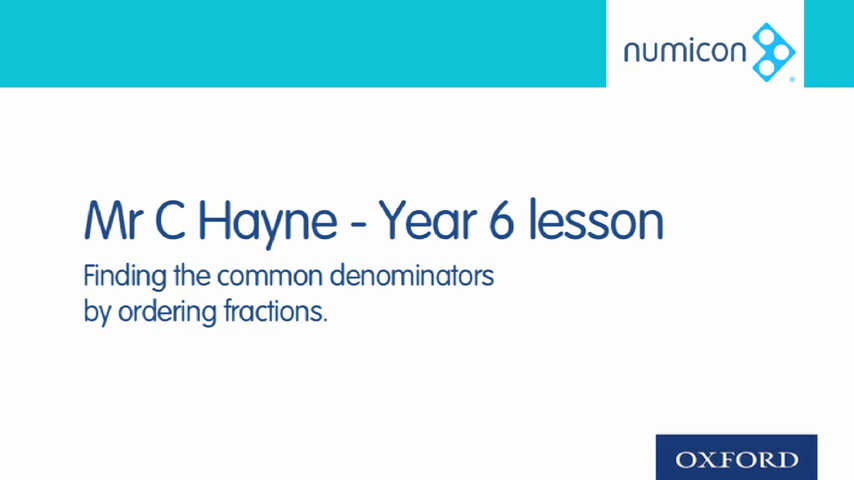 numicon
Mr C Hayne - Year 6 lesson
Finding the common denominators
by ordering fractions.
OXFORD